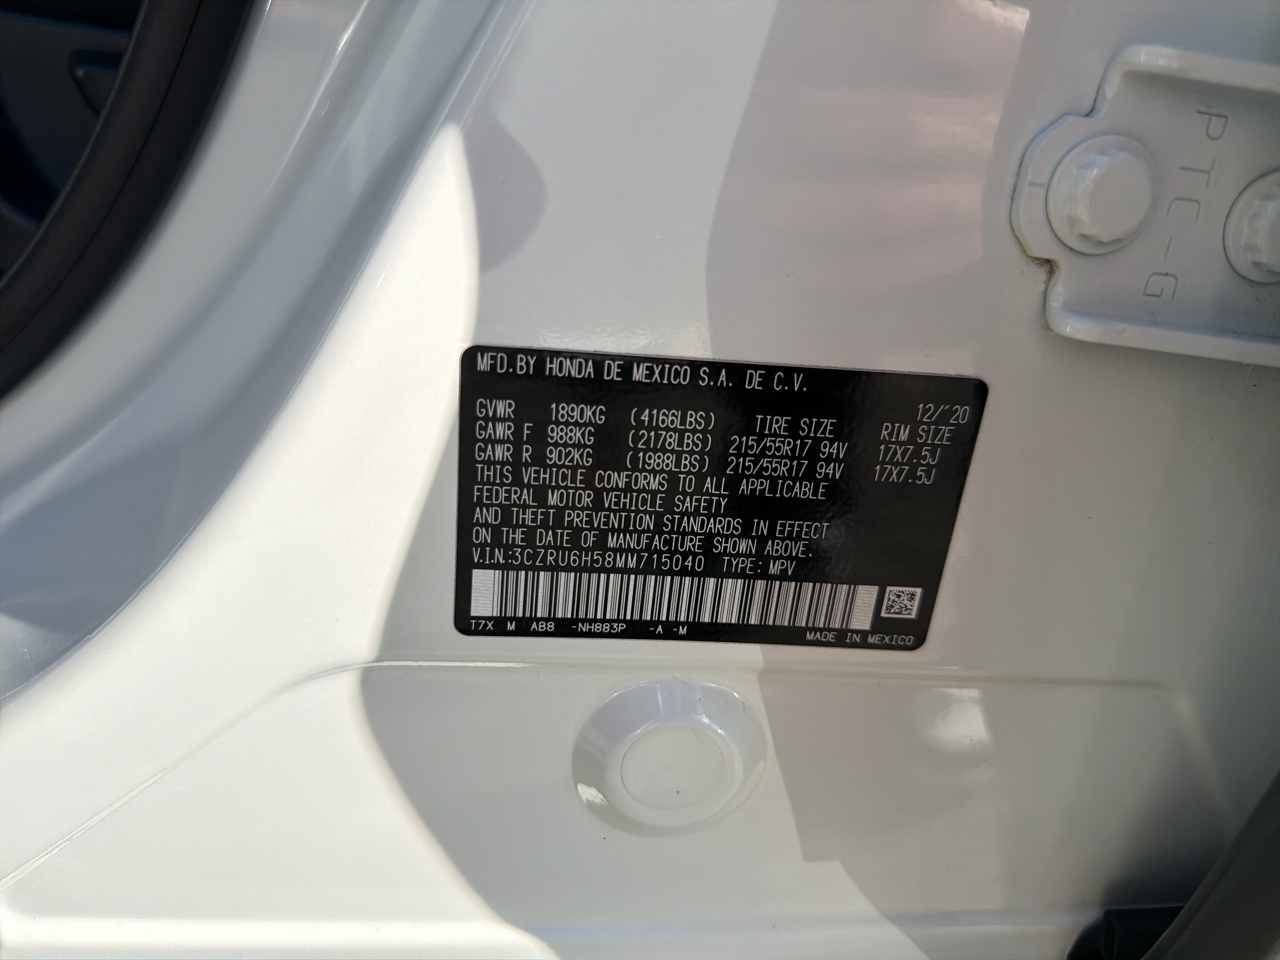 PTC-G
MFD.BY HONDA DE MEXICO S.A. DE C.V.
12/'20
GVWR 1890KG (4166LBS) TIRE SIZE RIM SIZE
GAWR F 988KG (2178LBS) 215/55R17 94V 17X7.5J
GAWR R 902KG (1988LBS) 215/55R17 94V 17X7.5J
THIS VEHICLE CONFORMS TO ALL APPLICABLE
FEDERAL MOTOR VEHICLE SAFETY
AND THEFT PREVENTION STANDARDS IN EFFECT
ON THE DATE OF MANUFACTURE SHOWN ABOVE.
V.I.N.:3CZRU6H58MM715040 TYPE: MPV
T7X M AB8 -NH883P -A -M MADE IN MEXICO